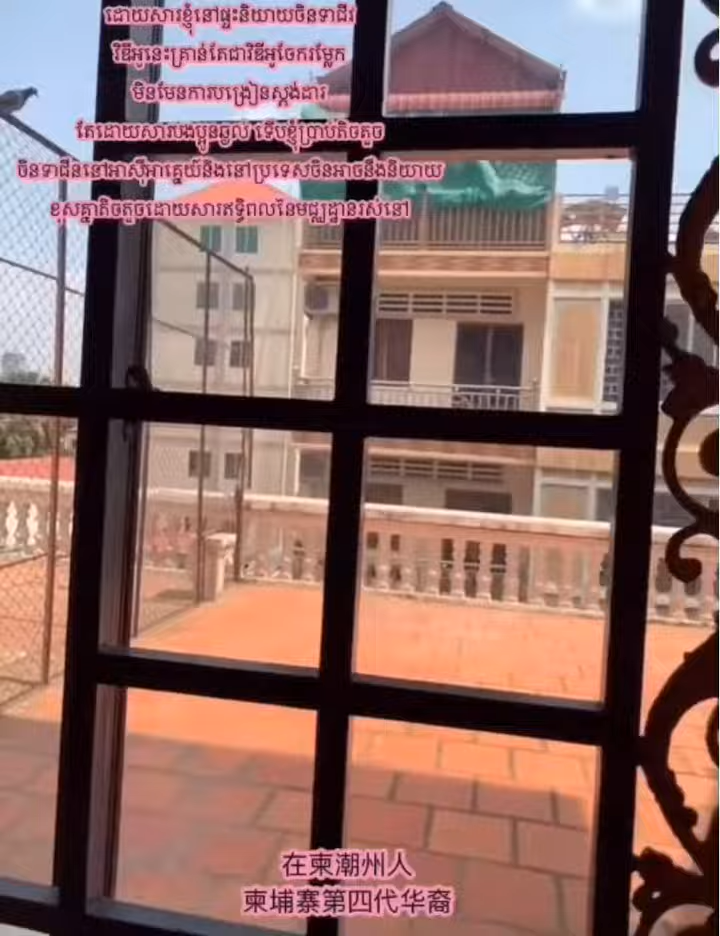 ដោយសារខ្ញុំនៅផ្ទះនិយាយចិនទាជីវ
វិឌីអូនេះគ្រាន់តែជាវិឌីអូចែករម្លែក
មិនមែនការបង្រៀនស្តង់ដារ
តែដោយសារបងប្អូនឆ្ងល់ ទើបខ្ញុំប្រាប់តិចតួច
ចិនទាជីវនៅអាស៊ីអាគ្នេយ៍និងនៅប្រទេសចិនអាចនឹងនិយាយ
ខុសគ្នាតិចតួចដោយសារឥទ្ធិពលនៃមជ្ឈដ្ឋានរស់នៅ
在柬潮州人
柬埔寨第四代华裔